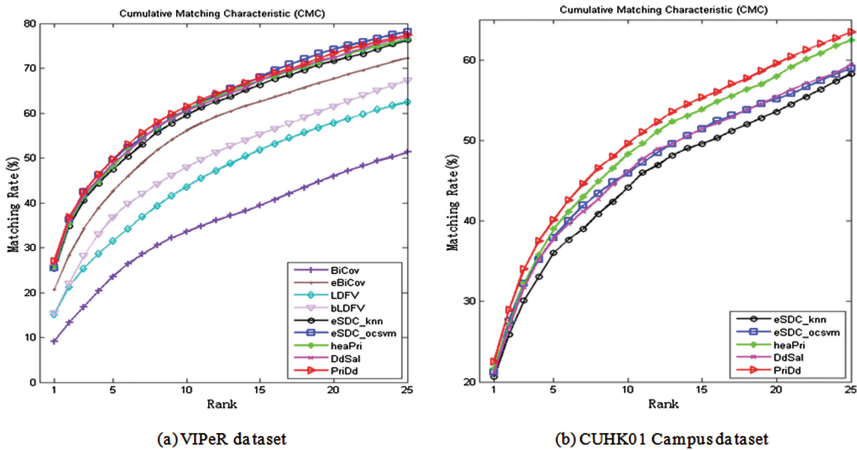 Cumulative Matching Characteristic (CMC)
80
70
60
50
40
30
20
10
0
Matching Rate(%)
1
5
10
15
20
25
Rank
BiCov
eBiCov
LDFV
bLDFV
eSDC_knn
eSDC_ocsvm
heaPri
DdSal
PriDd
(a) VIPeR dataset
Cumulative Matching Characteristic (CMC)
60
50
40
30
20
Matching Rate(%)
1
5
10
15
20
25
Rank
eSDC_knn
eSDC_ocsvm
heaPri
DdSal
PriDd
(b) CUHK01 Campus dataset